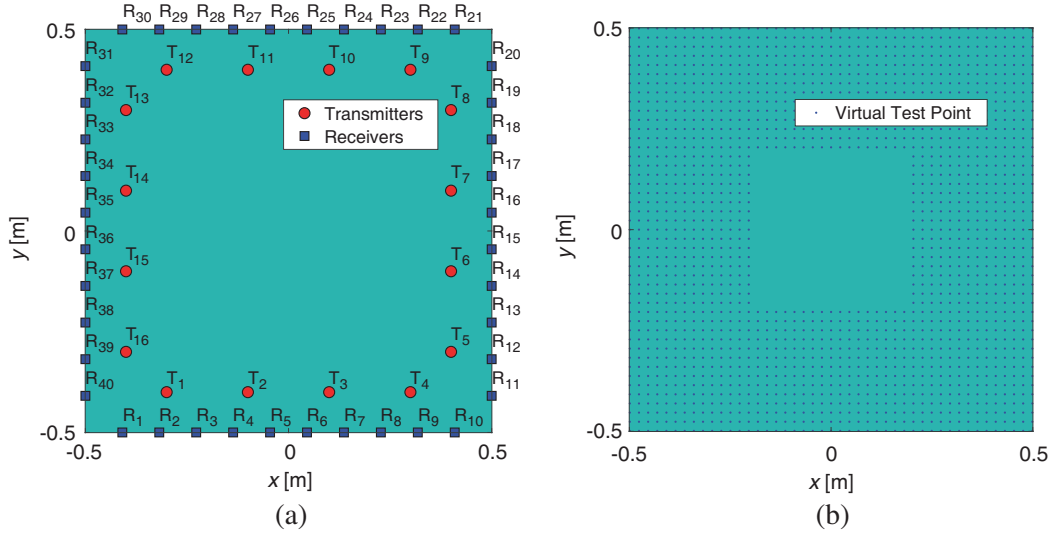 R30 R29 R28 R27 R26 R25 R24 R23 R22 R21
0.5
R31 T12 T11 T10 T9 R20
R32 T13 T8 R19
Transmitters
R33 Receivers R18
R34 T14 T7 R17
R35 R16
y [m]
0
R36 R15
R37 T15 T6 R14
R38 R13
R39 T16 T5 R12
R40 T1 T2 T3 T4 R11
R1 R2 R3 R4 R5 R6 R7 R8 R9 R10
-0.5
-0.5 0 0.5
x [m]
(a)
0.5
Virtual Test Point
y [m]
0
-0.5
-0.5 0 0.5
x [m]
(b)